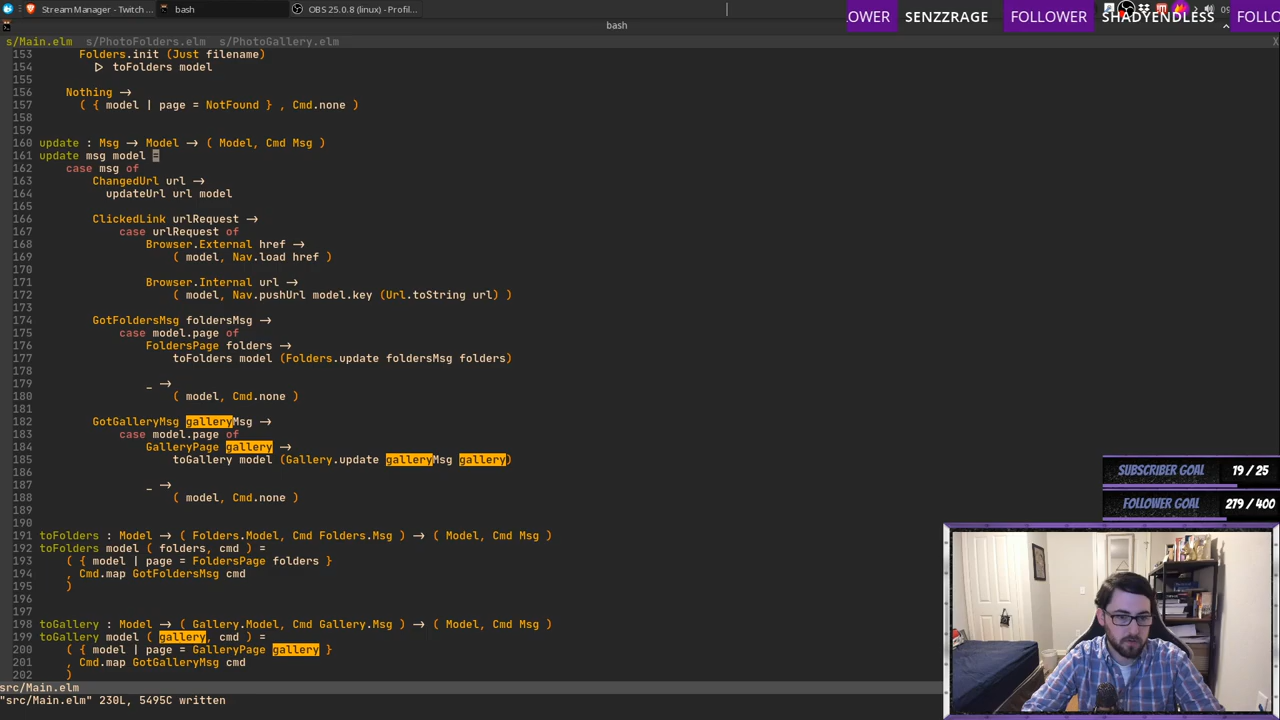 Stream Manager - Twitch ...
bash
OBS 25.0.8 (linux) - Profil...
bash
LOWER
SENZZRAGE
FOLLOWER
SHADYENDLESS
FOLLO
s/Main.elm s/PhotoFolders.elm s/PhotoGallery.elm
X
153 Folders.init (Just filename)
154 |> toFolders model
155
156 Nothing ->
157 ( { model | page = NotFound } , Cmd.none )
158
159
160 update : Msg -> Model -> ( Model, Cmd Msg )
161 update msg model =
162 case msg of
163 ChangedUrl url ->
164 updateUrl url model
165
166 ClickedLink urlRequest ->
167 case urlRequest of
168 Browser.External href ->
169 ( model, Nav.load href )
170
171 Browser.Internal url ->
172 ( model, Nav.pushUrl model.key (Url.toString url) )
173
174 GotFoldersMsg foldersMsg ->
175 case model.page of
176 FoldersPage folders ->
177 toFolders model (Folders.update foldersMsg folders)
178
179 _ ->
180 ( model, Cmd.none )
181
182 GotGalleryMsg galleryMsg ->
183 case model.page of
184 GalleryPage gallery ->
185 toGallery model (Gallery.update galleryMsg gallery)
186
187 _ ->
188 ( model, Cmd.none )
189
190
191 toFolders : Model -> ( Folders.Model, Cmd Folders.Msg ) -> ( Model, Cmd Msg )
192 toFolders model ( folders, cmd ) =
193 ( { model | page = FoldersPage folders }
194 , Cmd.map GotFoldersMsg cmd
195 )
196
197
198 toGallery : Model -> ( Gallery.Model, Cmd Gallery.Msg ) -> ( Model, Cmd Msg )
199 toGallery model ( gallery, cmd ) =
200 ( { model | page = GalleryPage gallery }
201 , Cmd.map GotGalleryMsg cmd
202 )
src/Main.elm
"src/Main.elm" 230L, 5495C written
SUBSCRIBER GOAL 19 / 25
FOLLOWER GOAL 279 / 400